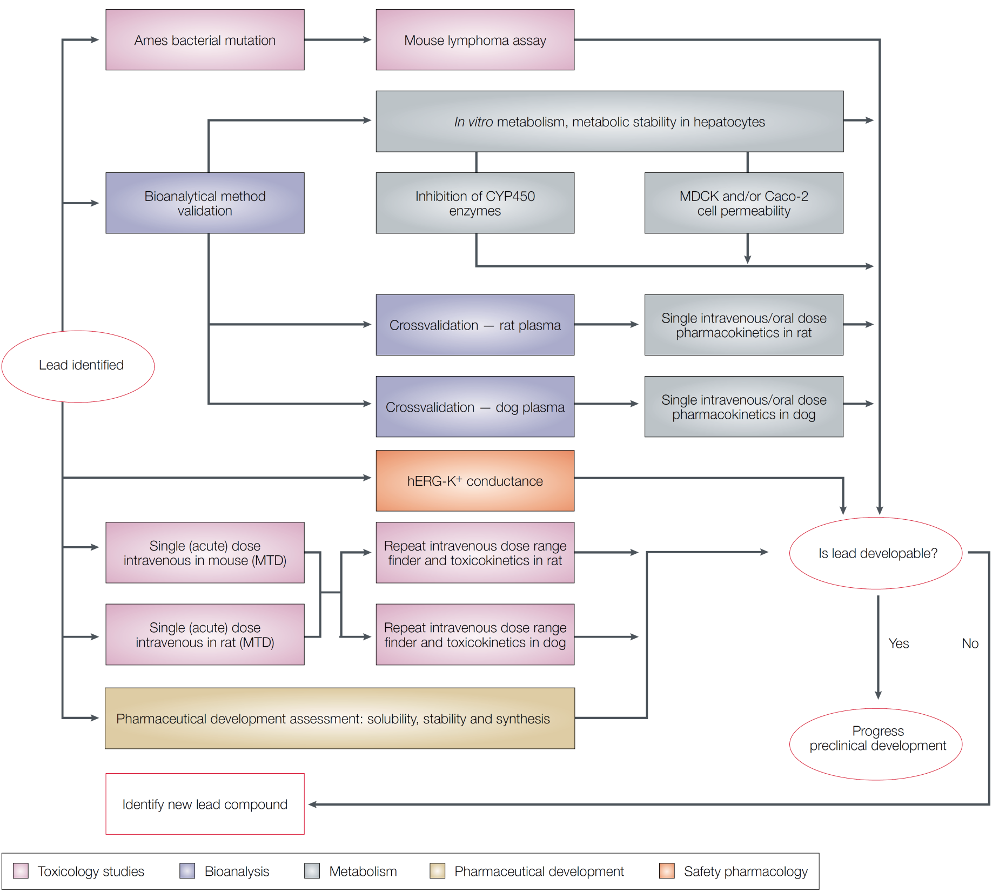 Ames bacterial mutation
Mouse lymphoma assay
In vitro metabolism, metabolic stability in hepatocytes
Bioanalytical method
validation
Inhibition of CYP450
enzymes
MDCK and/or Caco-2
cell permeability
Crossvalidation — rat plasma
Single intravenous/oral dose
pharmacokinetics in rat
Lead identified
Crossvalidation — dog plasma
Single intravenous/oral dose
pharmacokinetics in dog
hERG-K⁺ conductance
Single (acute) dose
intravenous in mouse (MTD)
Repeat intravenous dose range
finder and toxicokinetics in rat
Is lead developable?
Single (acute) dose
intravenous in rat (MTD)
Repeat intravenous dose range
finder and toxicokinetics in dog
Yes
No
Pharmaceutical development assessment: solubility, stability and synthesis
Progress
preclinical development
Identify new lead compound
Toxicology studies
Bioanalysis
Metabolism
Pharmaceutical development
Safety pharmacology